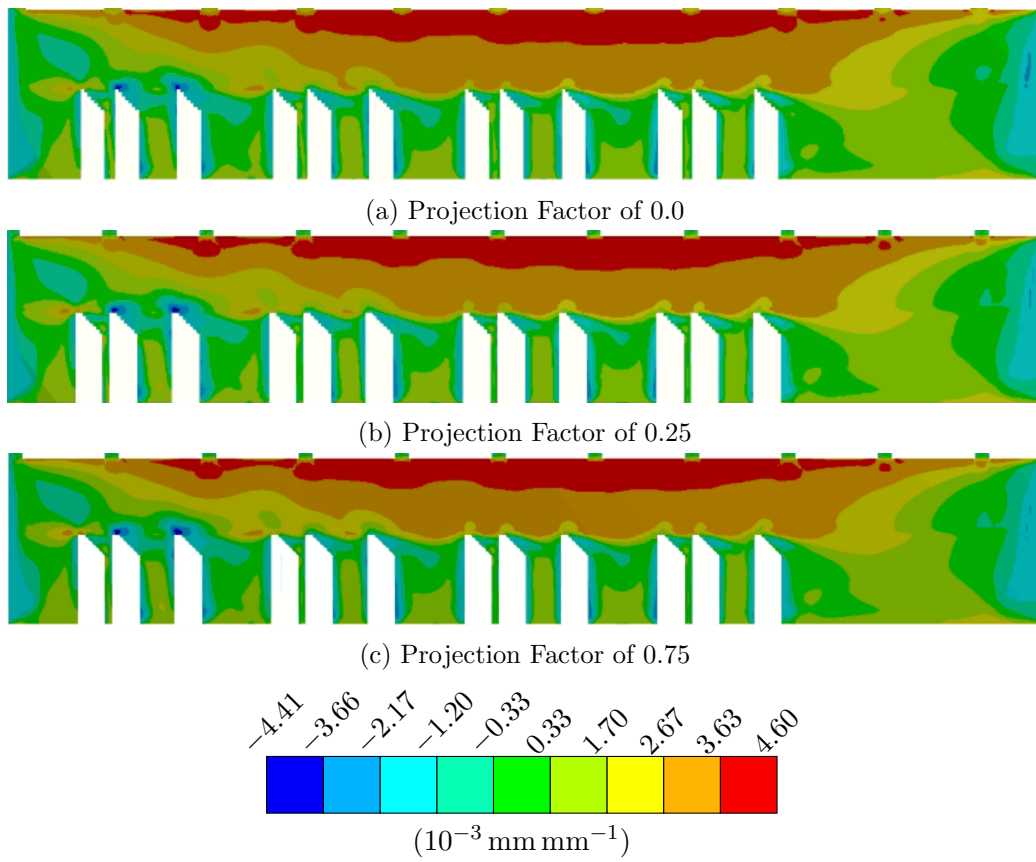 (a) Projection Factor of 0.0
(b) Projection Factor of 0.25
(c) Projection Factor of 0.75
−4.41 −3.66 −2.17 −1.20 −0.33 0.33 1.70 2.67 3.63 4.60
(10⁻³ mm mm⁻¹)